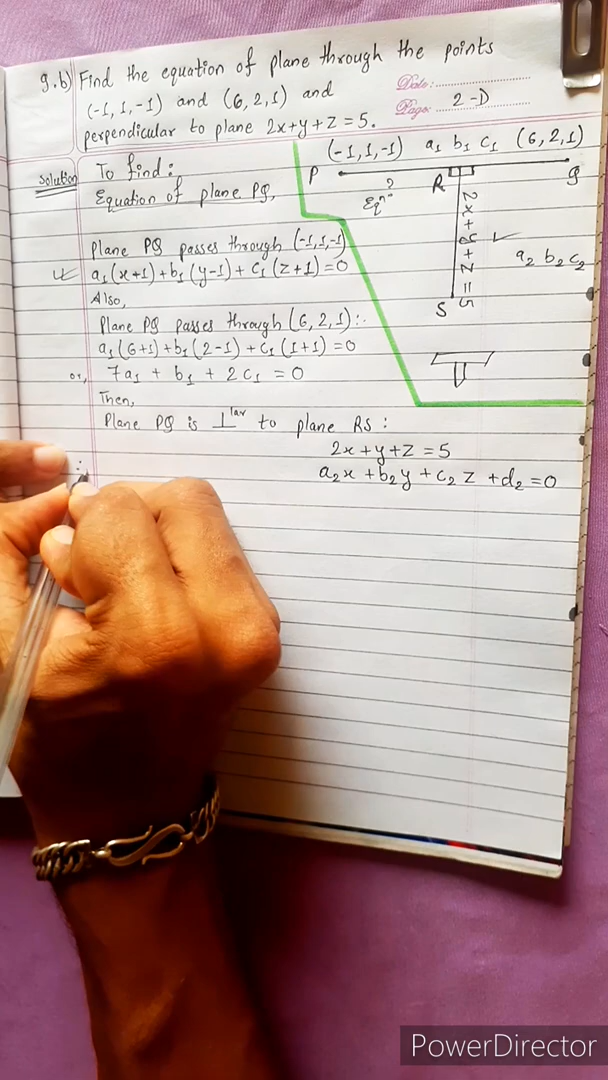 9.b) Find the equation of plane through the points
(-1, 1, -1) and (6, 2, 1) and
perpendicular to plane 2x+y+z = 5.
Date:
Page: 2-D
Solution
To find:
Equation of plane PQ,
(-1,1,-1) a₁ b₁ c₁ (6,2,1)
P R Q
?
Eqⁿ
2x+y+z=5
a₂ b₂ c₂
S
Plane PQ passes through (-1,1,-1)
a₁(x+1)+b₁(y-1)+c₁(z+1)=0
Also,
Plane PQ passes through (6,2,1):
a₁(6+1)+b₁(2-1)+c₁(1+1)=0
or, 7a₁ + b₁ + 2c₁ = 0
Then,
Plane PQ is ⊥lar to plane RS:
2x+y+z = 5
a₂x + b₂y + c₂z + d₂ = 0
PowerDirector